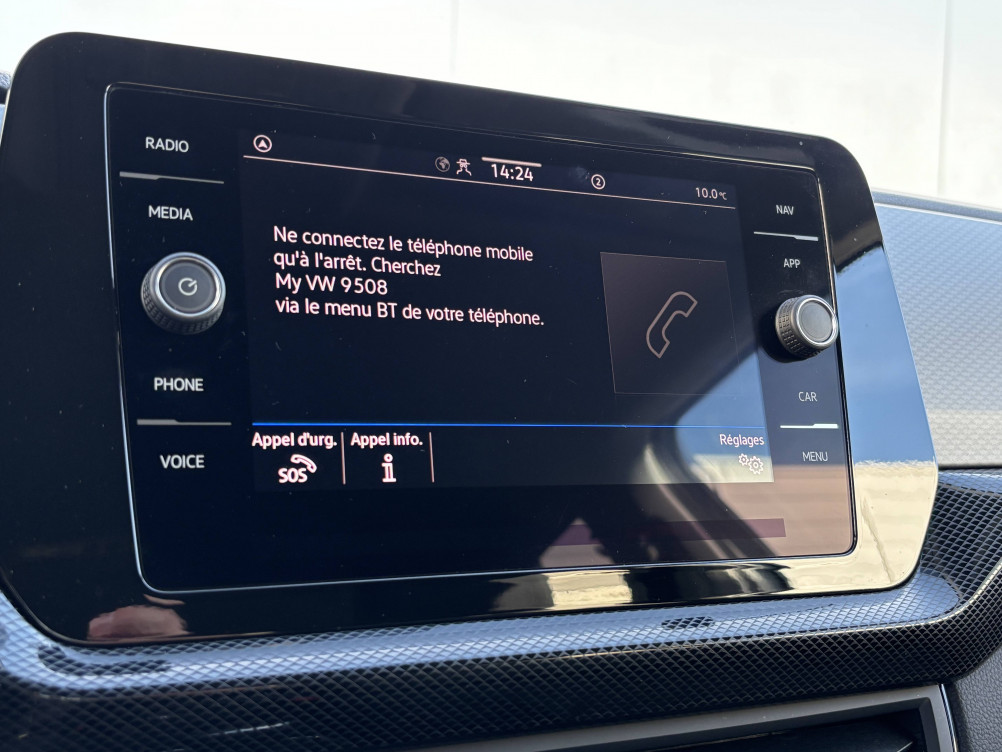 RADIO
MEDIA
PHONE
VOICE
14:24
2
10.0°C
Ne connectez le téléphone mobile
qu'à l'arrêt. Cherchez
My VW 9508
via le menu BT de votre téléphone.
Appel d'urg.
SOS
Appel info.
i
Réglages
NAV
APP
CAR
MENU